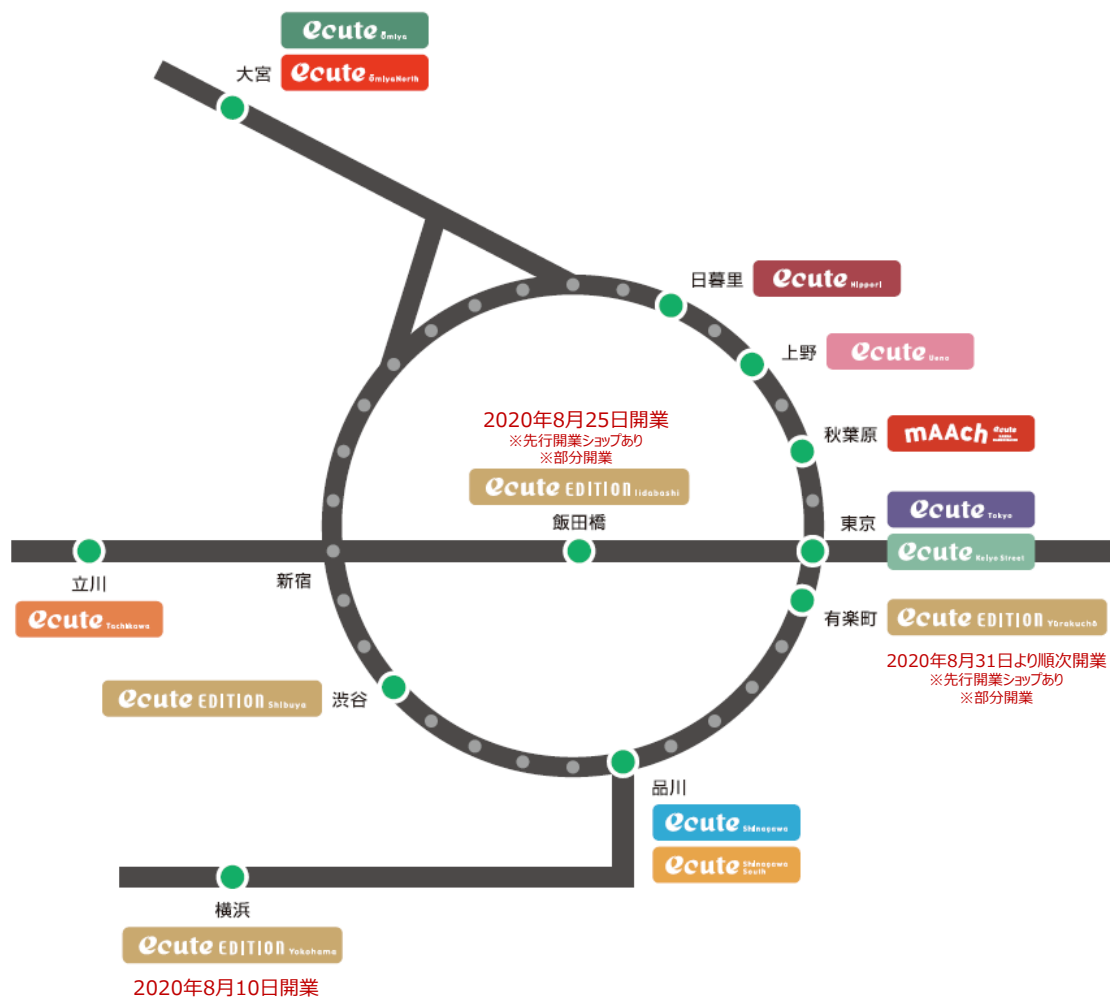 ecute Ōmiya
大宮
ecute ŌmiyaNorth
日暮里
ecute Nippori
上野
ecute Ueno
2020年8月25日開業
※先行開業ショップあり
※部分開業
秋葉原
mAAch ecute
ecute EDITION Iidabashi
飯田橋
東京
ecute Tokyo
ecute Keiyo Street
新宿
立川
ecute Tachikawa
有楽町
ecute EDITION Yūrakuchō
2020年8月31日より順次開業
※先行開業ショップあり
※部分開業
ecute EDITION Shibuya
渋谷
品川
ecute Shinagawa
ecute Shinagawa South
横浜
ecute EDITION Yokohama
2020年8月10日開業